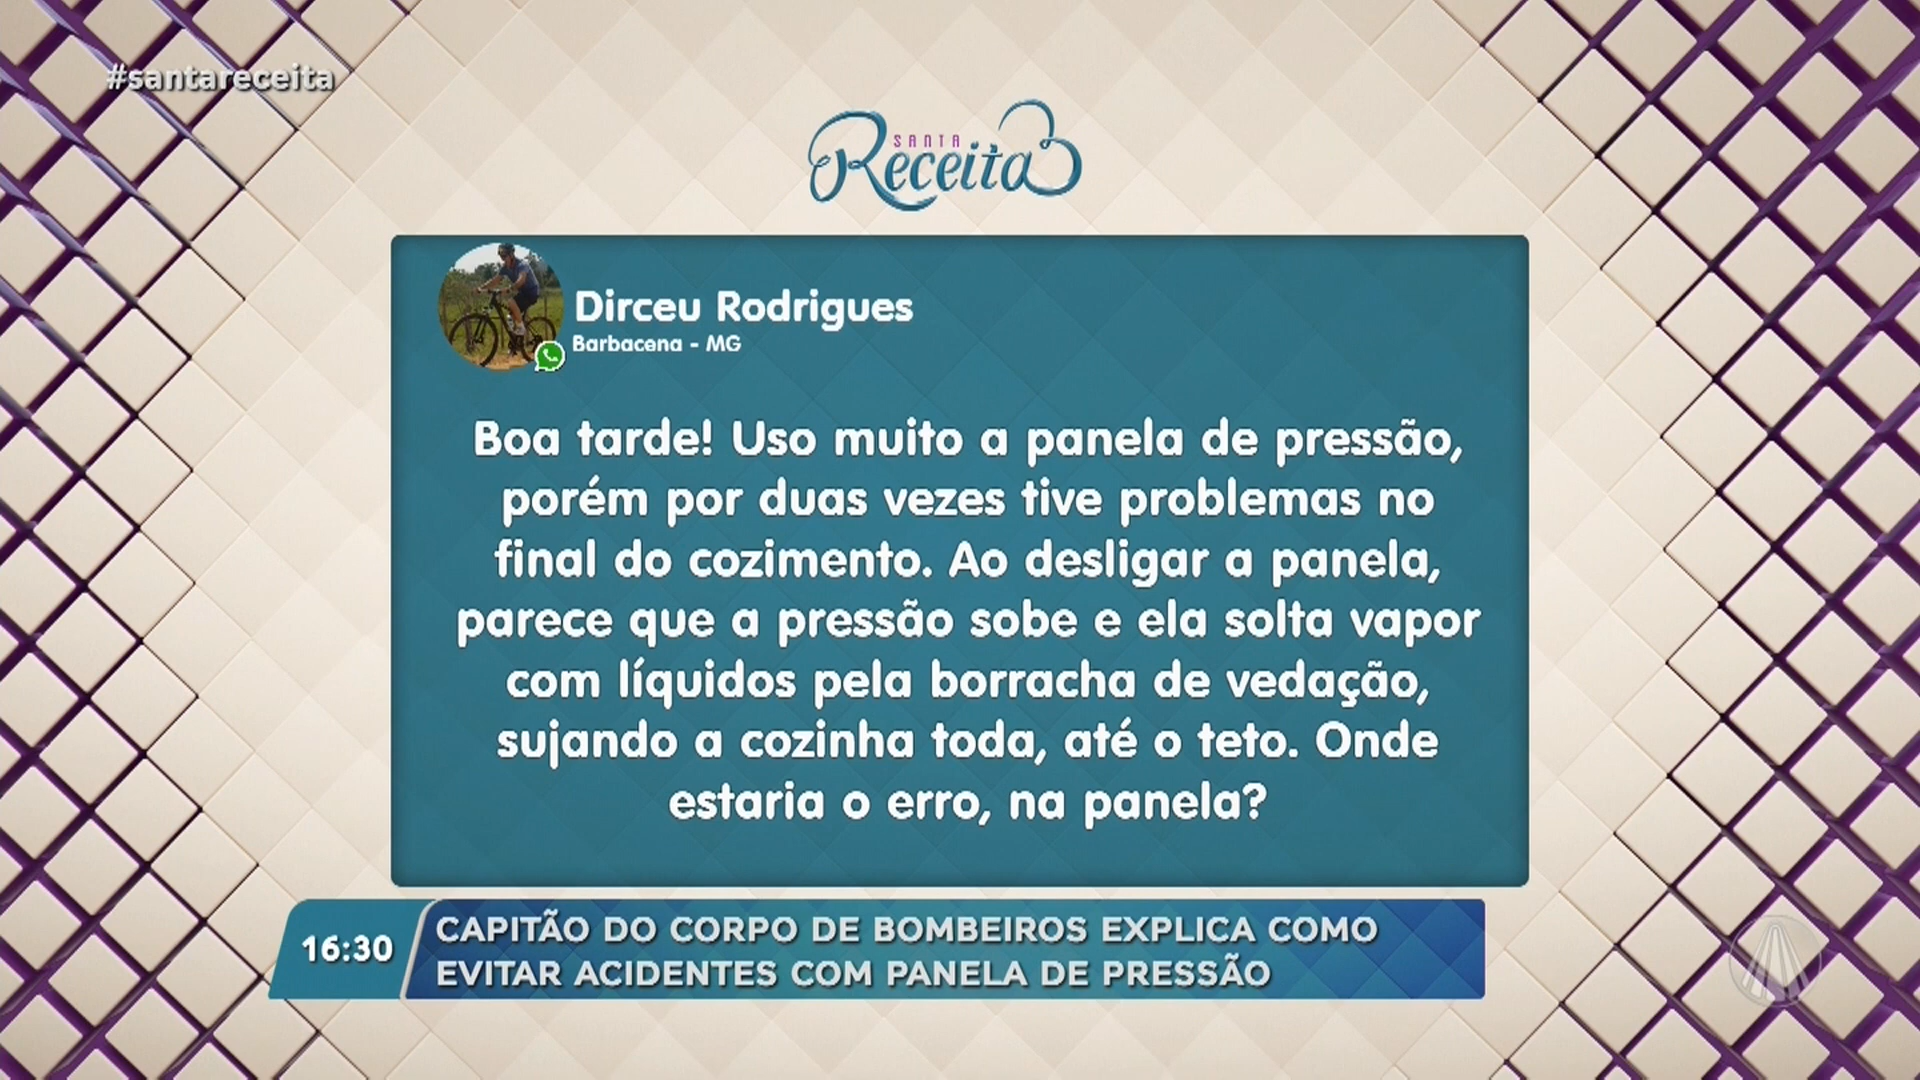 #santareceita
SANTA
Receita
Dirceu Rodrigues
Barbacena - MG
Boa tarde! Uso muito a panela de pressão,
porém por duas vezes tive problemas no
final do cozimento. Ao desligar a panela,
parece que a pressão sobe e ela solta vapor
com líquidos pela borracha de vedação,
sujando a cozinha toda, até o teto. Onde
estaria o erro, na panela?
16:30
CAPITÃO DO CORPO DE BOMBEIROS EXPLICA COMO
EVITAR ACIDENTES COM PANELA DE PRESSÃO